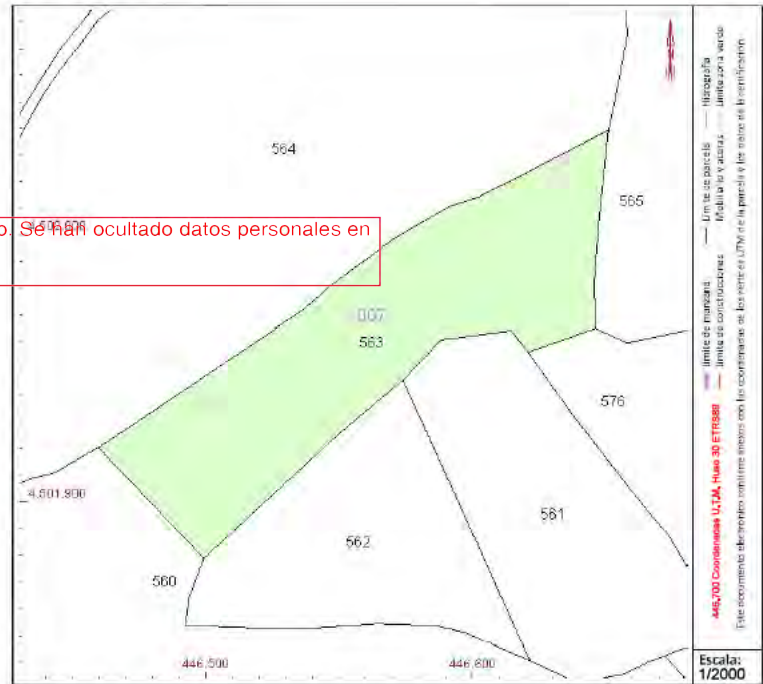 564
565
o. Se han ocultado datos personales en
007
563
576
4.501.900
561
562
560
446.500
446.600
446.700 Coordenadas U.T.M. Huso 30 ETRS89
límite de manzana
límite de construcciones
Límite de parcela
Mobiliario y aceras
Hidrografía
Límite zona verde
Este documento electrónico contiene anexos con las coordenadas de los vértices UTM de la parcela y los datos de la
Escala:
1/2000